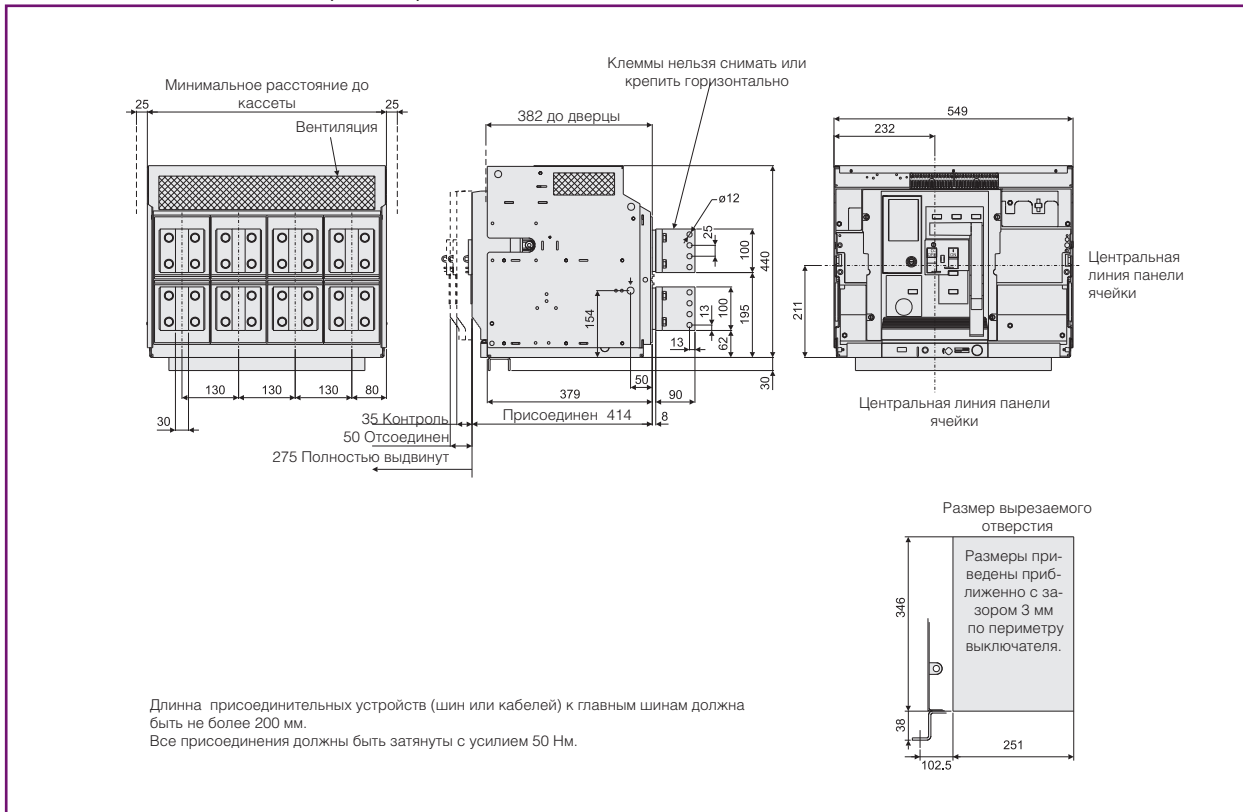 Минимальное расстояние до
кассеты
25
25
Вентиляция
130
130
130
80
30
Клеммы нельзя снимать или
крепить горизонтально
382 до дверцы
ø12
25
100
440
195
100
13
13
62
30
154
50
90
379
8
35 Контроль
Присоединен 414
50 Отсоединен
275 Полностью выдвинут
549
232
211
Центральная
линия панели
ячейки
Центральная линия панели
ячейки
Размер вырезаемого
отверстия
Размеры при-
ведены приб-
лиженно с за-
зором 3 мм
по периметру
выключателя.
346
38
251
102.5
Длинна присоединительных устройств (шин или кабелей) к главным шинам должна
быть не более 200 мм.
Все присоединения должны быть затянуты с усилием 50 Нм.